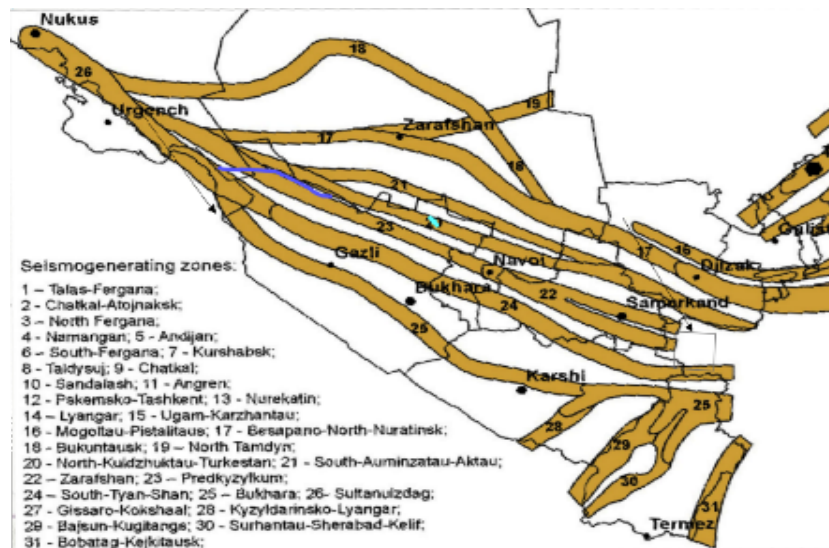 Nukus
18
26
19
Urgench
Zarafshan
17
18
21
23
17
16
Gulist
Djizak
Gazli
Navoi
22
Bukhara
24
Samarkand
25
Karshi
25
28
29
30
31
Termez
Seismogenerating zones:
1 – Talas-Fergana;
2 - Chatkal-Atojnaksk;
3 – North Fergana;
4 - Namangan; 5 - Andijan;
6 – South-Fergana; 7 - Kurshabsk;
8 - Taldysuj; 9 – Chatkal;
10 - Sandalash; 11 - Angren;
12 - Pskemsko-Tashkent; 13 - Nurekatin;
14 – Lyangar; 15 - Ugam-Karzhantau;
16 - Mogoltau-Pistalitaus; 17 - Besapano-North-Nuratinsk;
18 - Bukuntausk; 19 – North Tamdyn;
20 - North-Kuldzhuktau-Turkestan; 21 - South-Auminzatau-Aktau;
22 - Zarafshan; 23 – Predkyzylkum;
24 – South-Tyan-Shan; 25 - Bukhara; 26- Sultanuizdag;
27 - Gissaro-Kokshaal; 28 - Kyzyldarinsko-Lyangar;
29 - Bajsun-Kugitangs; 30 - Surhantau-Sherabad-Kelif;
31 - Bobatag-Kejkitausk;